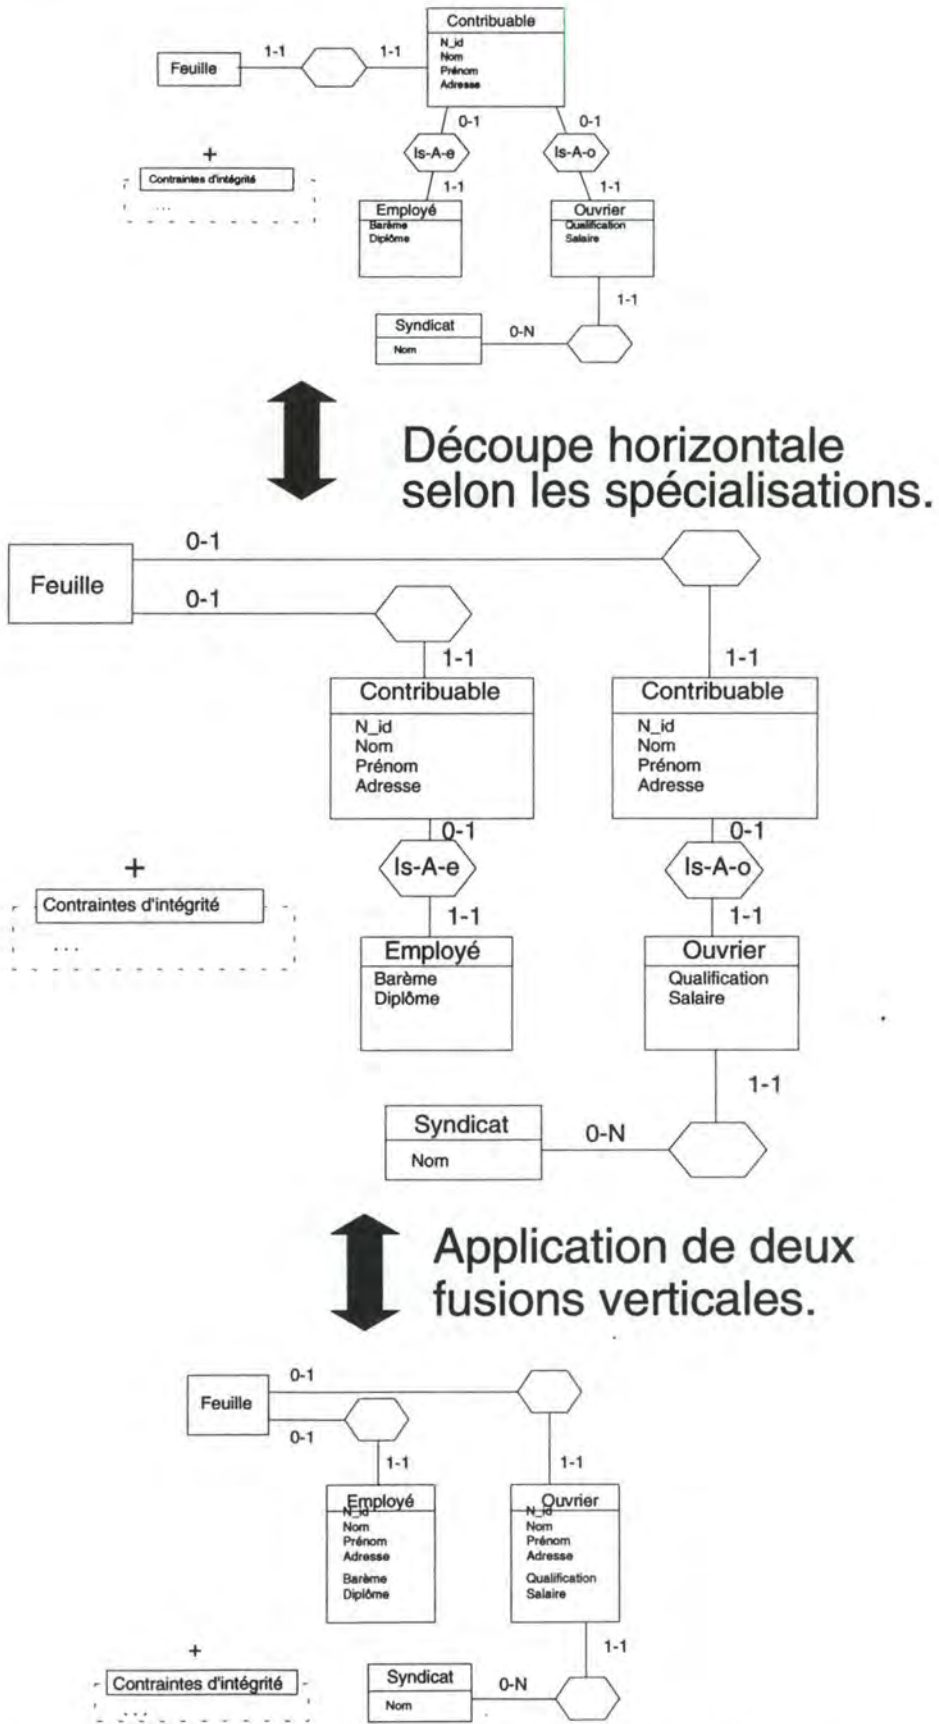 Contribuable
N_id
Nom
Prénom
Adresse
1-1
1-1
Feuille
0-1
0-1
Is-A-e
Is-A-o
+
Contraintes d'intégrité
...
1-1
1-1
Employé
Barème
Diplôme
Ouvrier
Qualification
Salaire
1-1
Syndicat
Nom
0-N
Découpe horizontale
selon les spécialisations.
0-1
Feuille
0-1
1-1
1-1
Contribuable
N_id
Nom
Prénom
Adresse
Contribuable
N_id
Nom
Prénom
Adresse
0-1
0-1
Is-A-e
Is-A-o
+
Contraintes d'intégrité
...
1-1
1-1
Employé
Barème
Diplôme
Ouvrier
Qualification
Salaire
1-1
Syndicat
Nom
0-N
Application de deux
fusions verticales.
0-1
Feuille
0-1
1-1
1-1
Employé
N_id
Nom
Prénom
Adresse
Barème
Diplôme
Ouvrier
N_id
Nom
Prénom
Adresse
Qualification
Salaire
1-1
+
Contraintes d'intégrité
...
Syndicat
Nom
0-N